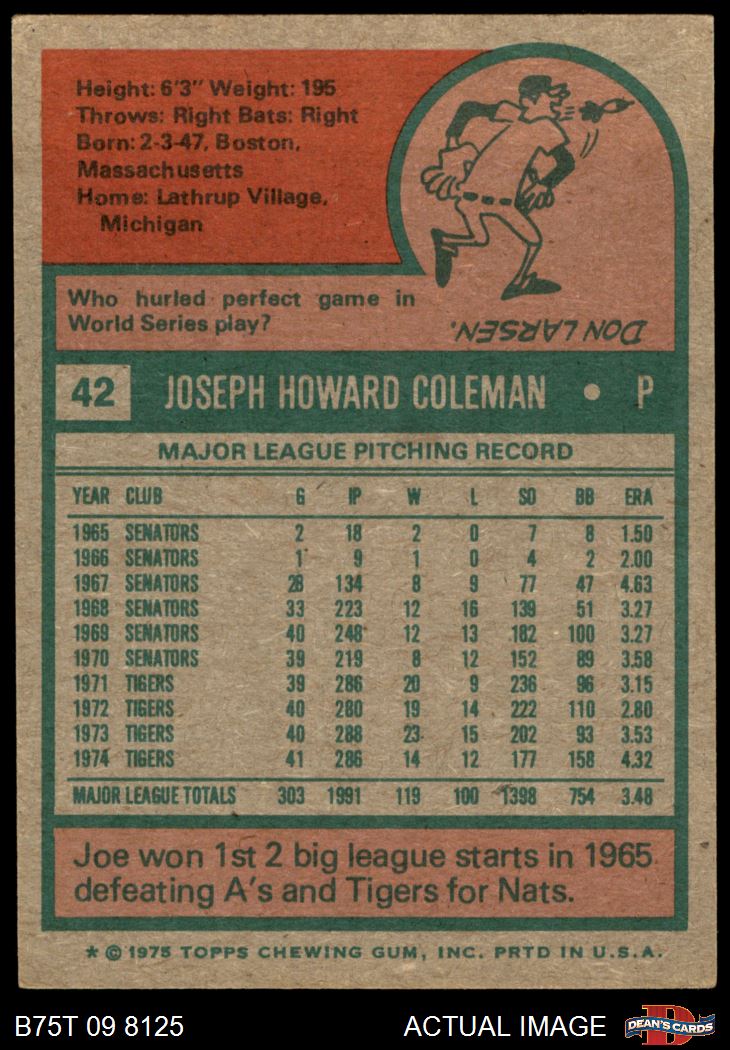 Height: 6'3" Weight: 195
Throws: Right Bats: Right
Born: 2-3-47, Boston,
Massachusetts
Home: Lathrup Village,
Michigan
Who hurled perfect game in
World Series play?
DON LARSEN.
42 JOSEPH HOWARD COLEMAN • P
MAJOR LEAGUE PITCHING RECORD
YEAR CLUB G IP W L SO BB ERA
1965 SENATORS 2 18 2 0 7 8 1.50
1966 SENATORS 1 9 1 0 4 2 2.00
1967 SENATORS 28 134 8 9 77 47 4.63
1968 SENATORS 33 223 12 16 139 51 3.27
1969 SENATORS 40 248 12 13 182 100 3.27
1970 SENATORS 39 219 8 12 152 89 3.58
1971 TIGERS 39 286 20 9 236 96 3.15
1972 TIGERS 40 280 19 14 222 110 2.80
1973 TIGERS 40 288 23 15 202 93 3.53
1974 TIGERS 41 286 14 12 177 158 4.32
MAJOR LEAGUE TOTALS 303 1991 119 100 1398 754 3.48
Joe won 1st 2 big league starts in 1965
defeating A's and Tigers for Nats.
* © 1975 TOPPS CHEWING GUM, INC. PRTD IN U.S.A.
B75T 09 8125 ACTUAL IMAGE D DEAN'S CARDS